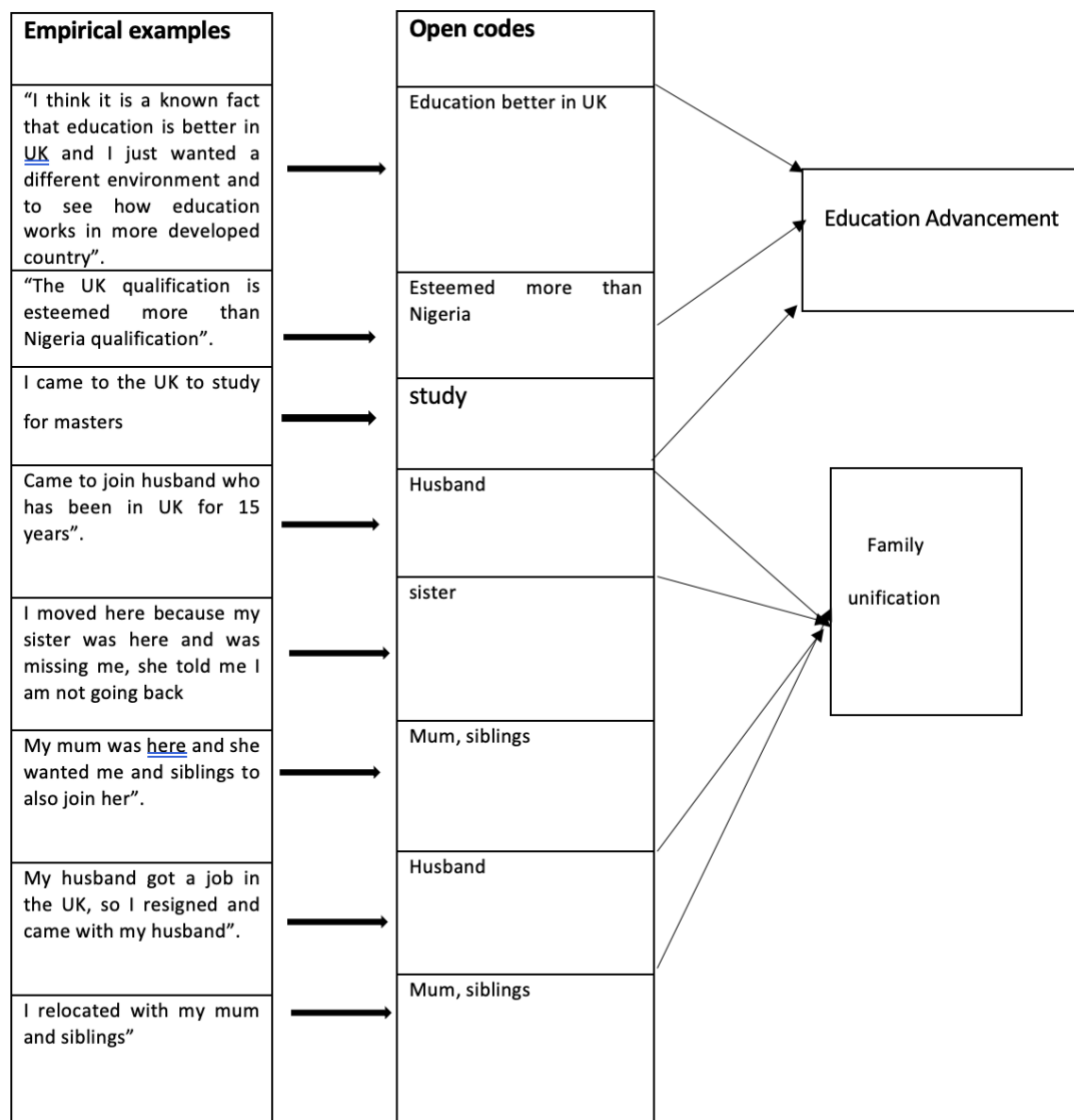 Empirical examples
"I think it is a known fact
that education is better in
UK and I just wanted a
different environment and
to see how education
works in more developed
country".
"The UK qualification is
esteemed more than
Nigeria qualification".
I came to the UK to study
for masters
Came to join husband who
has been in UK for 15
years".
I moved here because my
sister was here and was
missing me, she told me I
am not going back
My mum was here and she
wanted me and siblings to
also join her".
My husband got a job in
the UK, so I resigned and
came with my husband".
I relocated with my mum
and siblings”
Open codes
Education better in UK
Esteemed more than
Nigeria
study
Husband
sister
Mum, siblings
Husband
Mum, siblings
Education Advancement
Family
unification